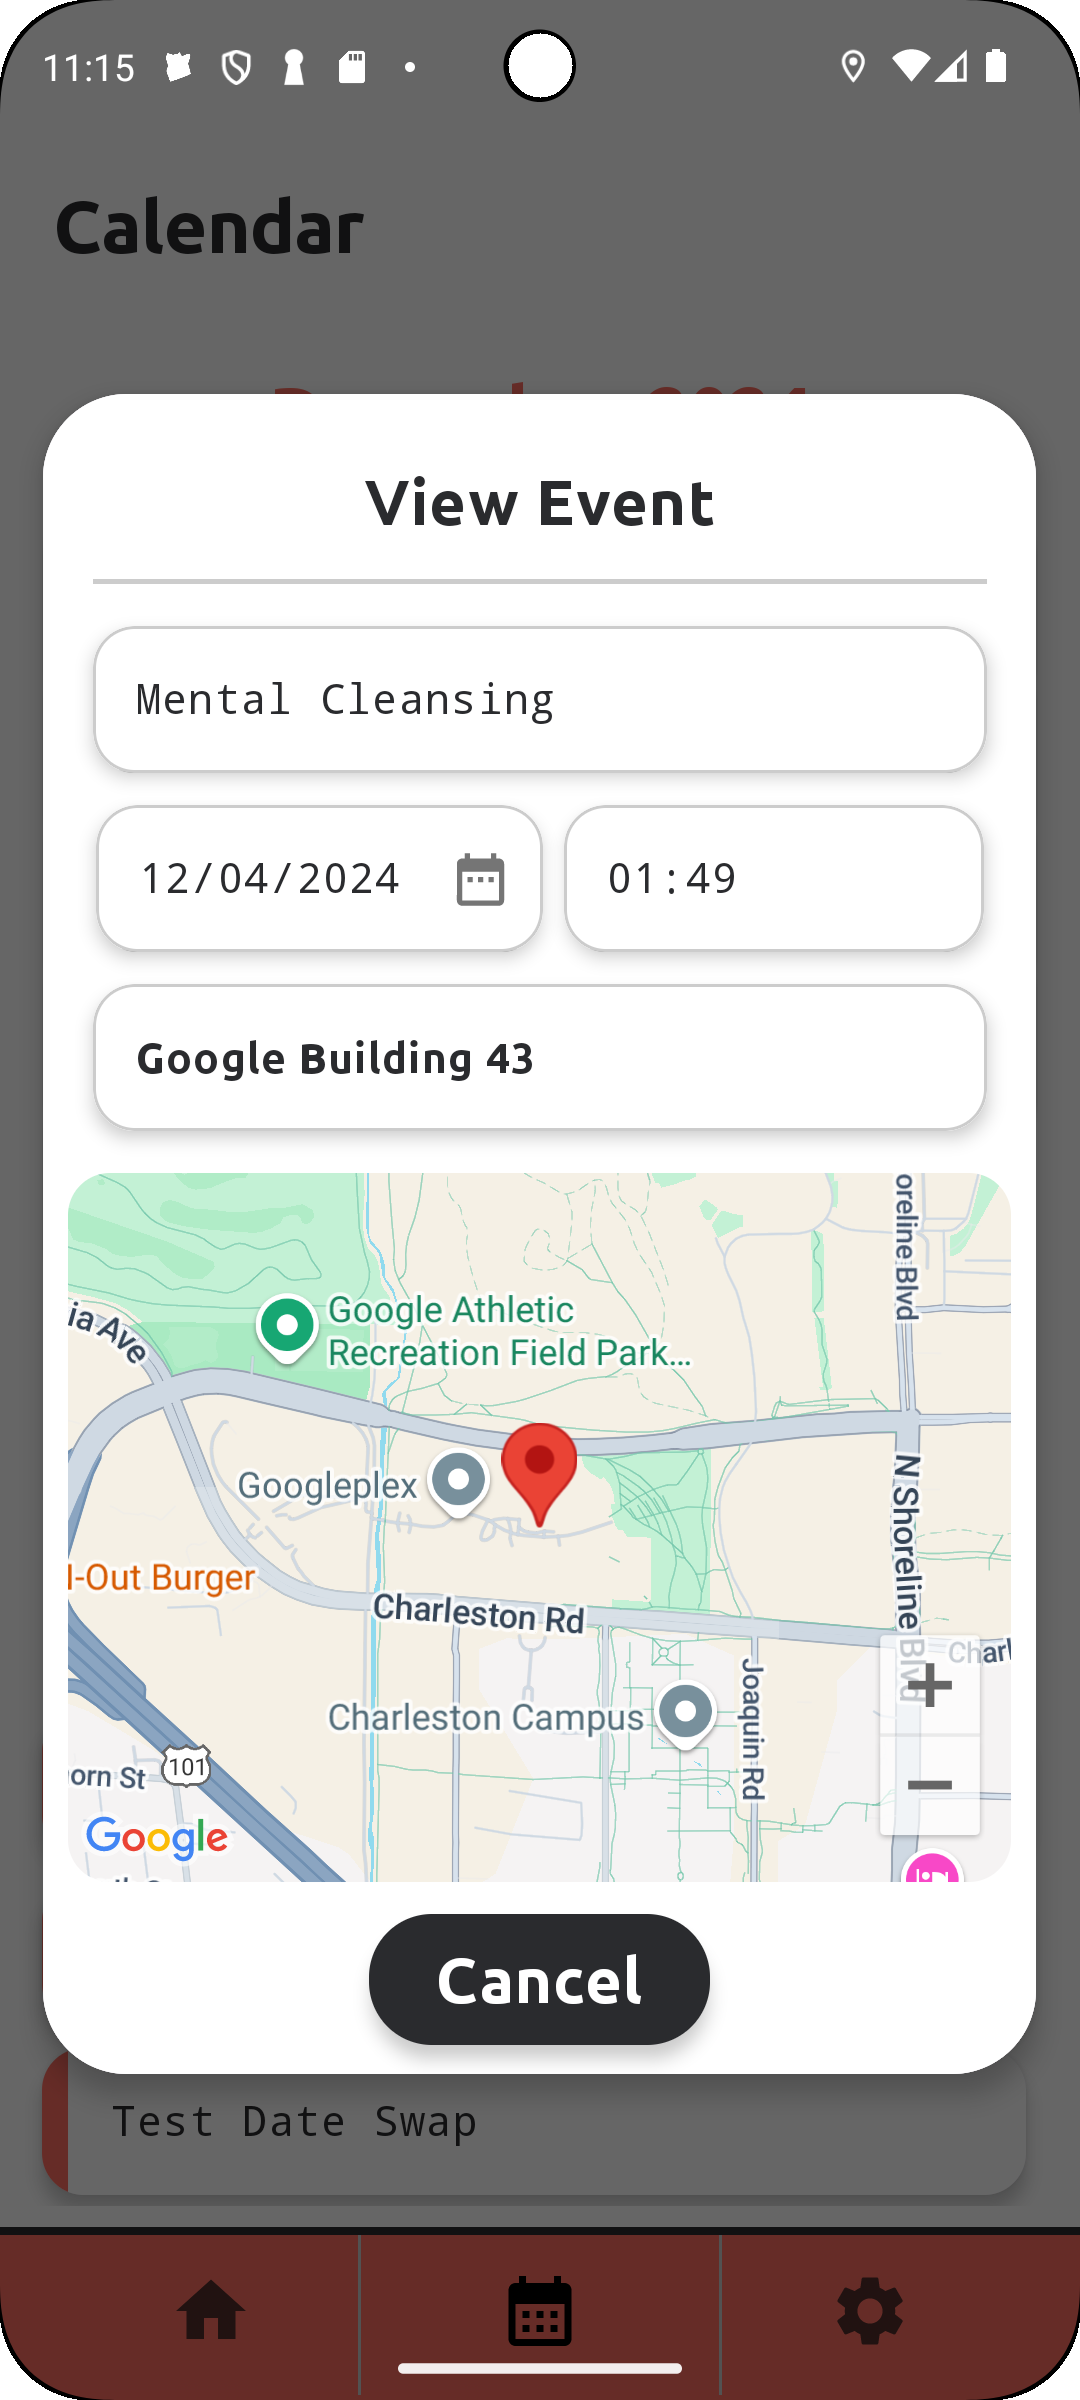 11:15
Calendar
View Event
Mental Cleansing
12/04/2024
01:49
Google Building 43
oreline Blvd
ia Ave
Google Athletic
Recreation Field Park...
Googleplex
N Shoreline Blvd
-Out Burger
Charleston Rd
Charl
Joaquin Rd
Charleston Campus
orn St
101
Google
Cancel
Test Date Swap